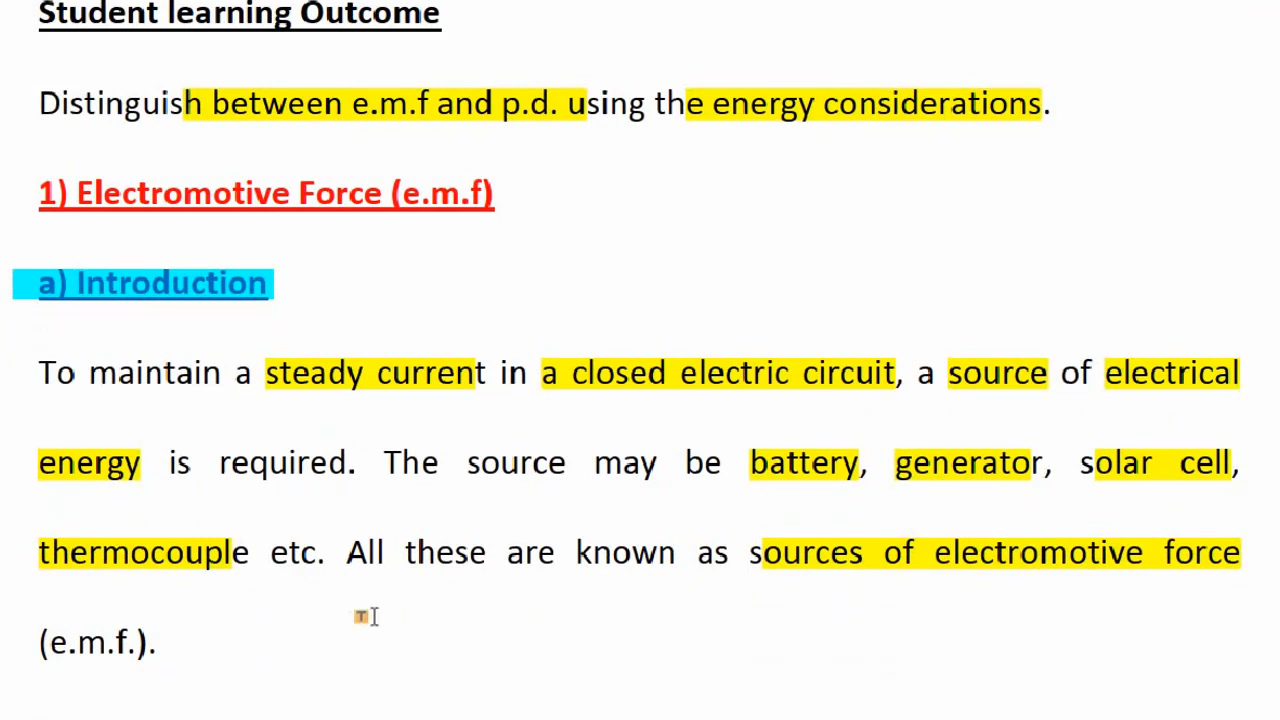 Student learning Outcome
Distinguish between e.m.f and p.d. using the energy considerations.
1) Electromotive Force (e.m.f)
a) Introduction
To maintain a steady current in a closed electric circuit, a source of electrical
energy is required. The source may be battery, generator, solar cell,
thermocouple etc. All these are known as sources of electromotive force
(e.m.f.).